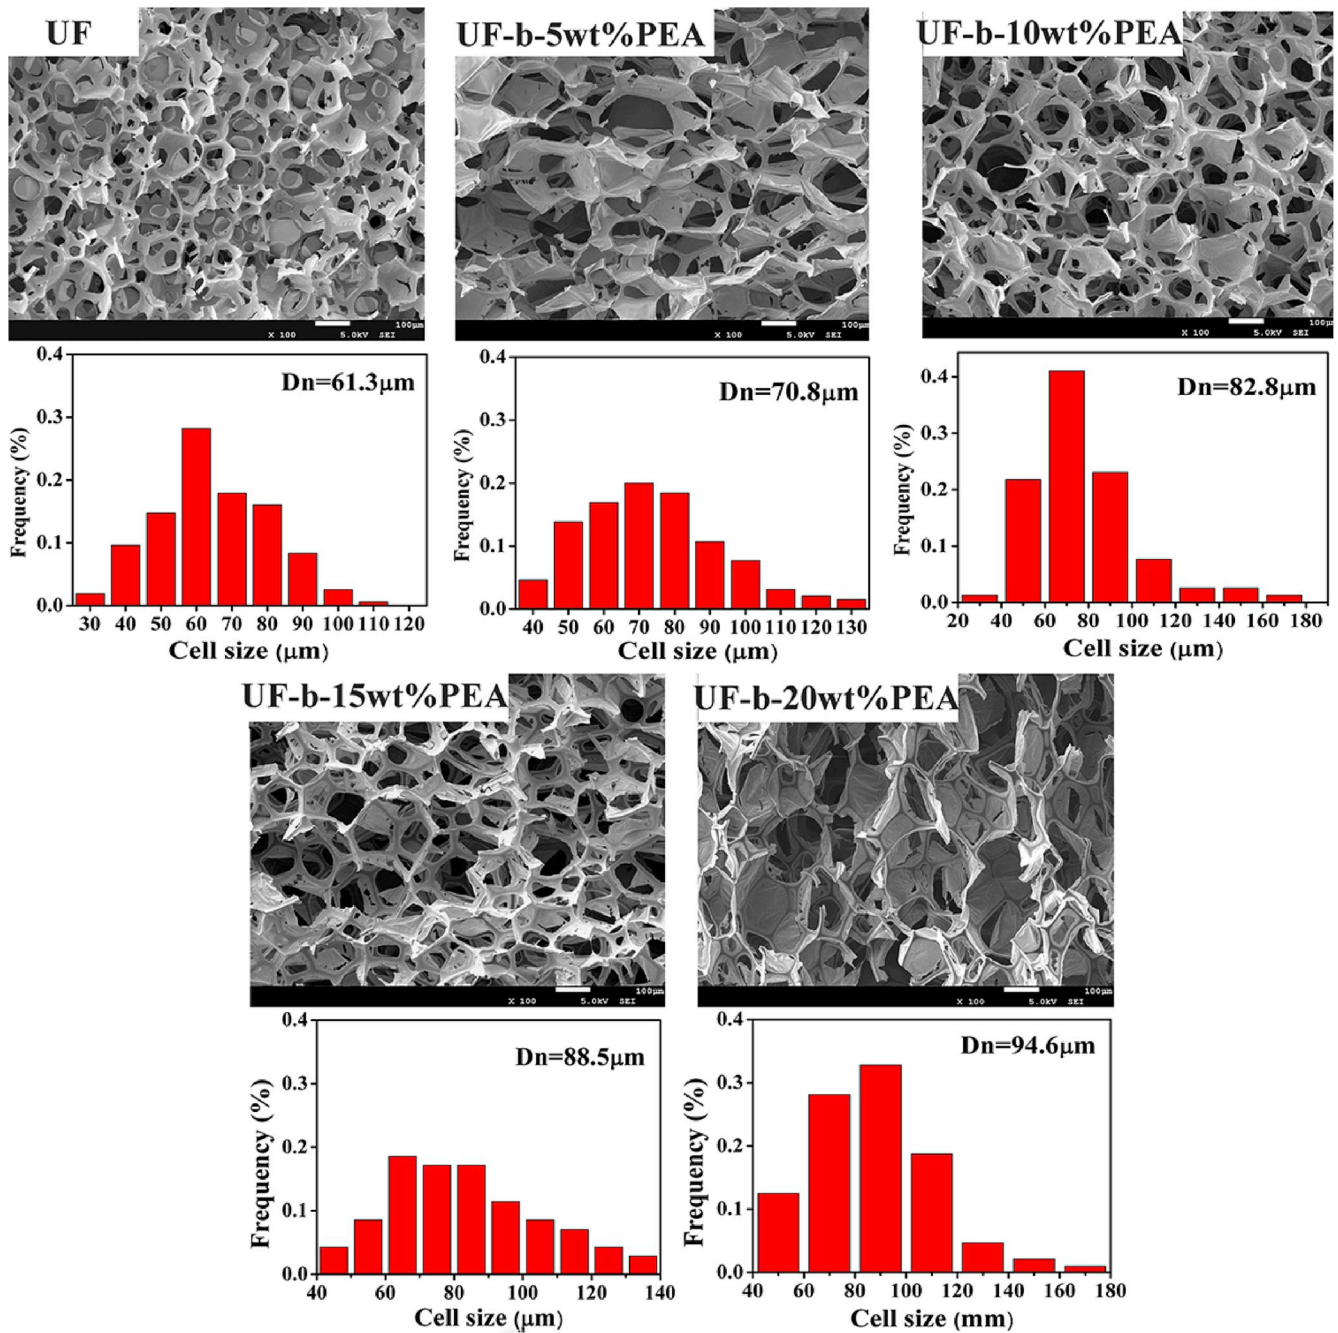 UF
UF-b-5wt%PEA
UF-b-10wt%PEA
X 100 5.0kV SEI 100μm
X 100 5.0kV SEI 100μm
X 100 5.0kV SEI 100μm
Dn=61.3μm
Frequency (%)
0.4
0.3
0.2
0.1
0.0
30 40 50 60 70 80 90 100 110 120
Cell size (μm)
Dn=70.8μm
Frequency (%)
0.4
0.3
0.2
0.1
0.0
40 50 60 70 80 90 100 110 120 130
Cell size (μm)
Dn=82.8μm
Frequency (%)
0.4
0.3
0.2
0.1
0.0
20 40 60 80 100 120 140 160 180
Cell size (μm)
UF-b-15wt%PEA
UF-b-20wt%PEA
X 100 5.0kV SEI 100μm
X 100 5.0kV SEI 100μm
Dn=88.5μm
Frequency (%)
0.4
0.3
0.2
0.1
0.0
40 60 80 100 120 140
Cell size (μm)
Dn=94.6μm
Frequency (%)
0.4
0.3
0.2
0.1
0.0
40 60 80 100 120 140 160 180
Cell size (mm)